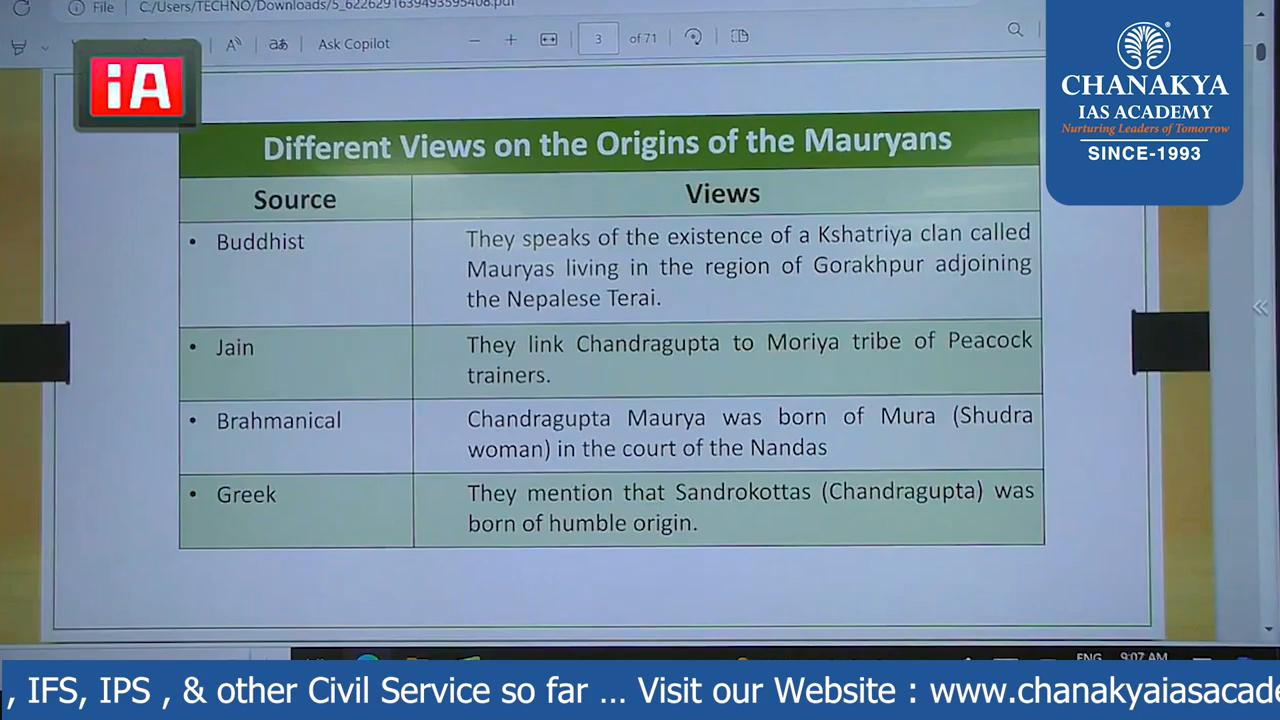 File
C:/Users/TECHNO/Downloads/5_6226291639493595408.pdf
Ask Copilot
3
of 71
iA
CHANAKYA
IAS ACADEMY
Nurturing Leaders of Tomorrow
SINCE-1993
Different Views on the Origins of the Mauryans
Source Views
• Buddhist
They speaks of the existence of a Kshatriya clan called
Mauryas living in the region of Gorakhpur adjoining
the Nepalese Terai.
• Jain
They link Chandragupta to Moriya tribe of Peacock
trainers.
• Brahmanical
Chandragupta Maurya was born of Mura (Shudra
woman) in the court of the Nandas
• Greek
They mention that Sandrokottas (Chandragupta) was
born of humble origin.
ENG 9:07 AM
, IFS, IPS , & other Civil Service so far ... Visit our Website : www.chanakyaiasacade